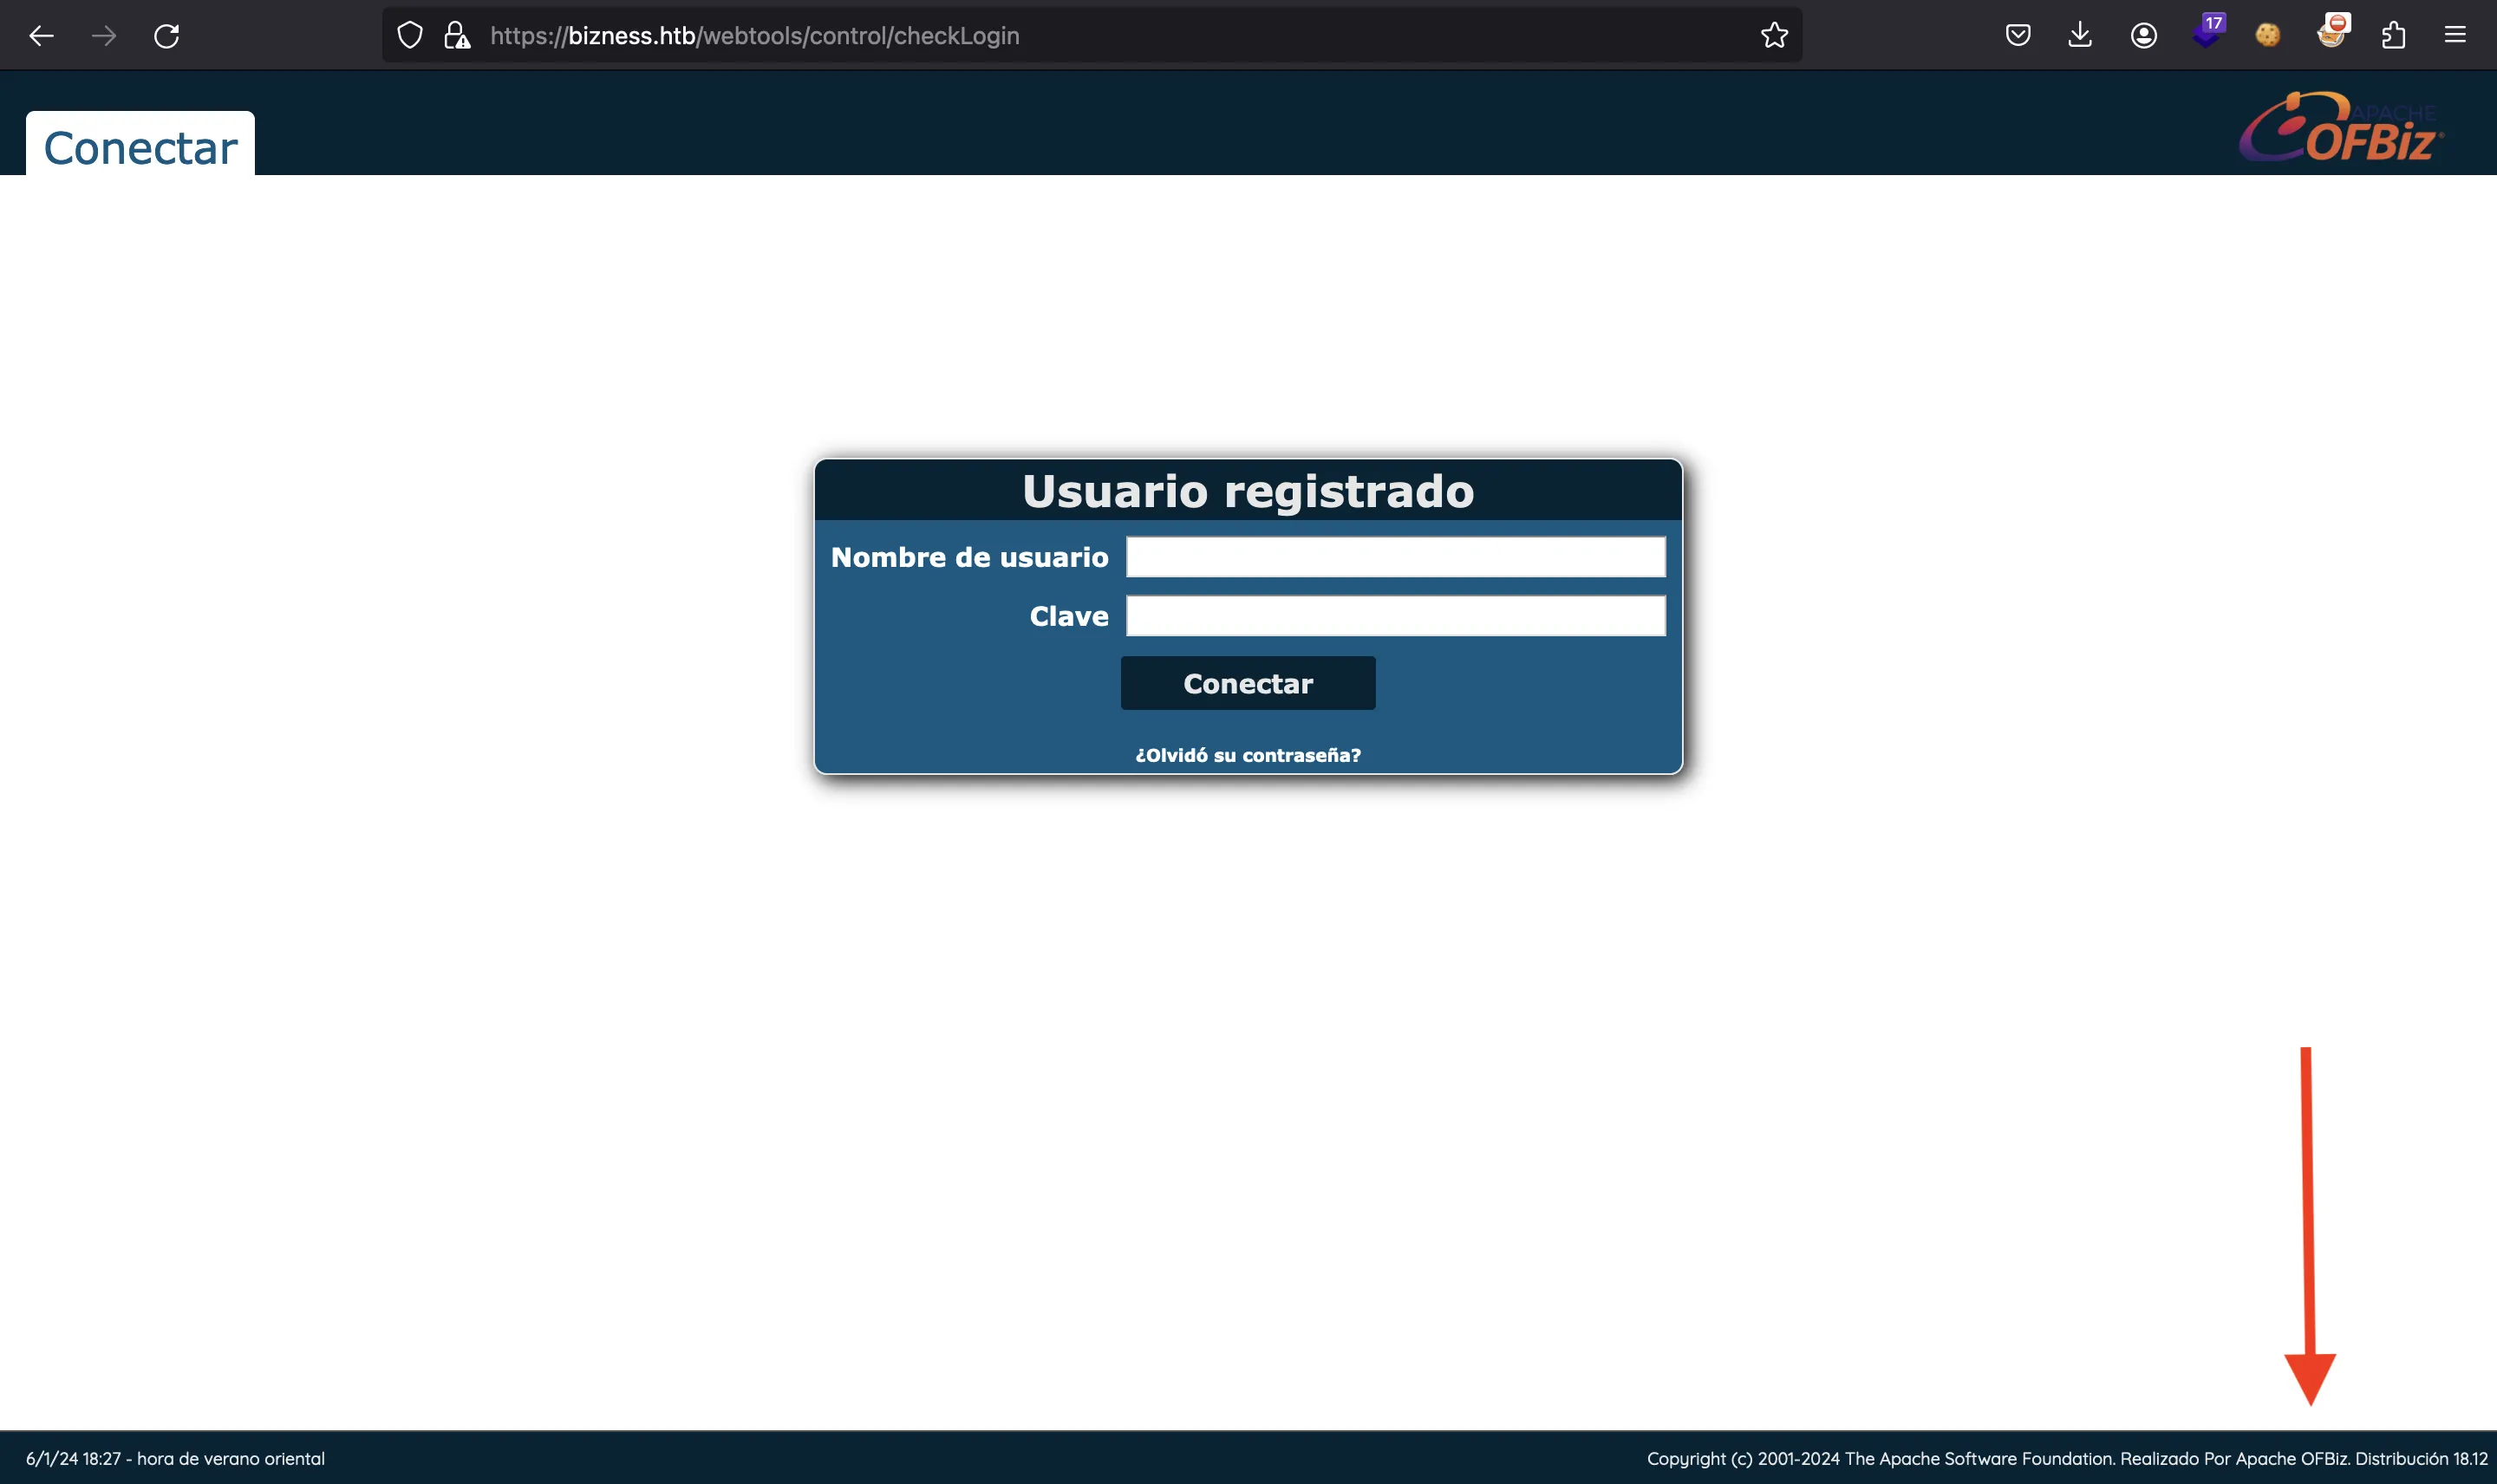 https://bizness.htb/webtools/control/checkLogin
17
Conectar
APACHE
OFBiz
Usuario registrado
Nombre de usuario
Clave
Conectar
¿Olvidó su contraseña?
6/1/24 18:27 - hora de verano oriental
Copyright (c) 2001-2024 The Apache Software Foundation. Realizado Por Apache OFBiz. Distribución 18.12